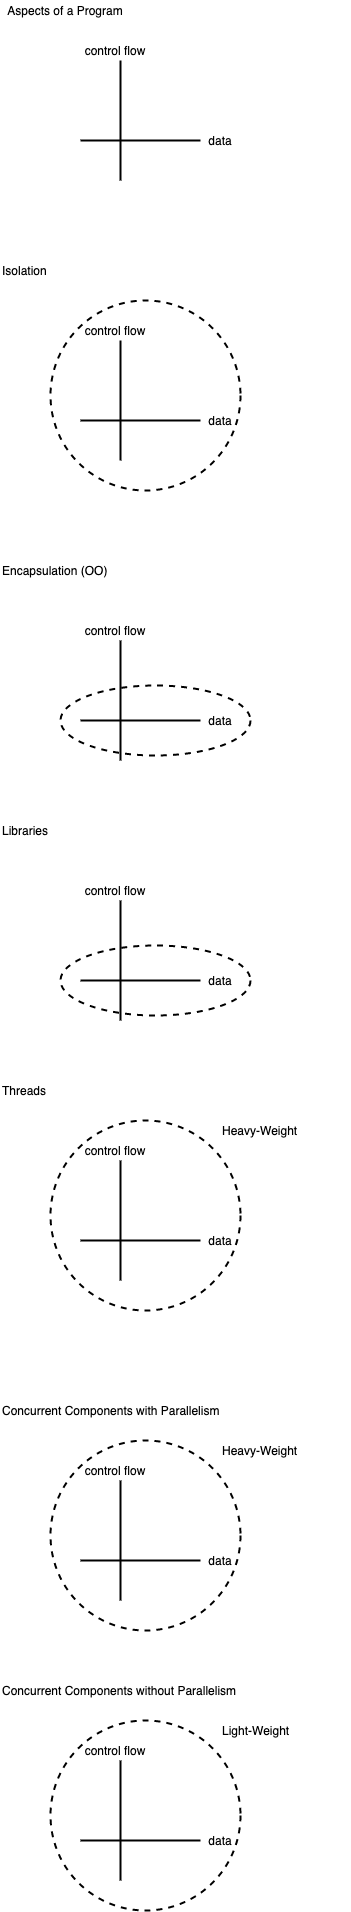 Aspects of a Program
control flow
data
Isolation
control flow
data
Encapsulation (OO)
control flow
data
Libraries
control flow
data
Threads
Heavy-Weight
control flow
data
Concurrent Components with Parallelism
Heavy-Weight
control flow
data
Concurrent Components without Parallelism
Light-Weight
control flow
data